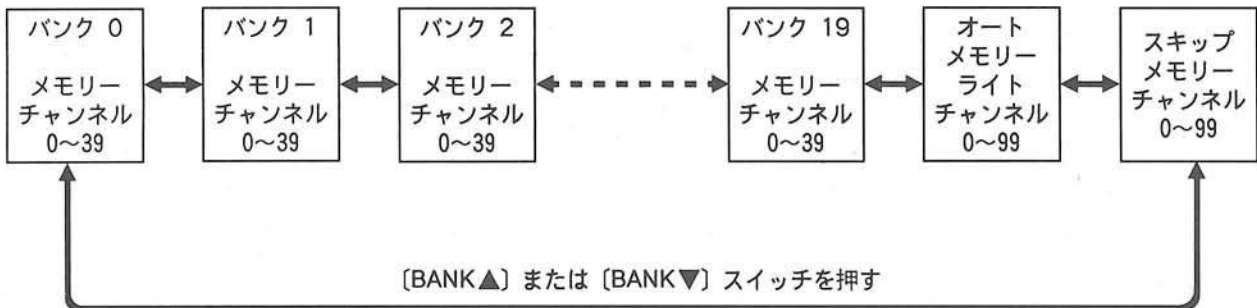 バンク 0
メモリー
チャンネル
0〜39
バンク 1
メモリー
チャンネル
0〜39
バンク 2
メモリー
チャンネル
0〜39
バンク 19
メモリー
チャンネル
0〜39
オート
メモリー
ライト
チャンネル
0〜99
スキップ
メモリー
チャンネル
0〜99
〔BANK▲〕または〔BANK▼〕スイッチを押す